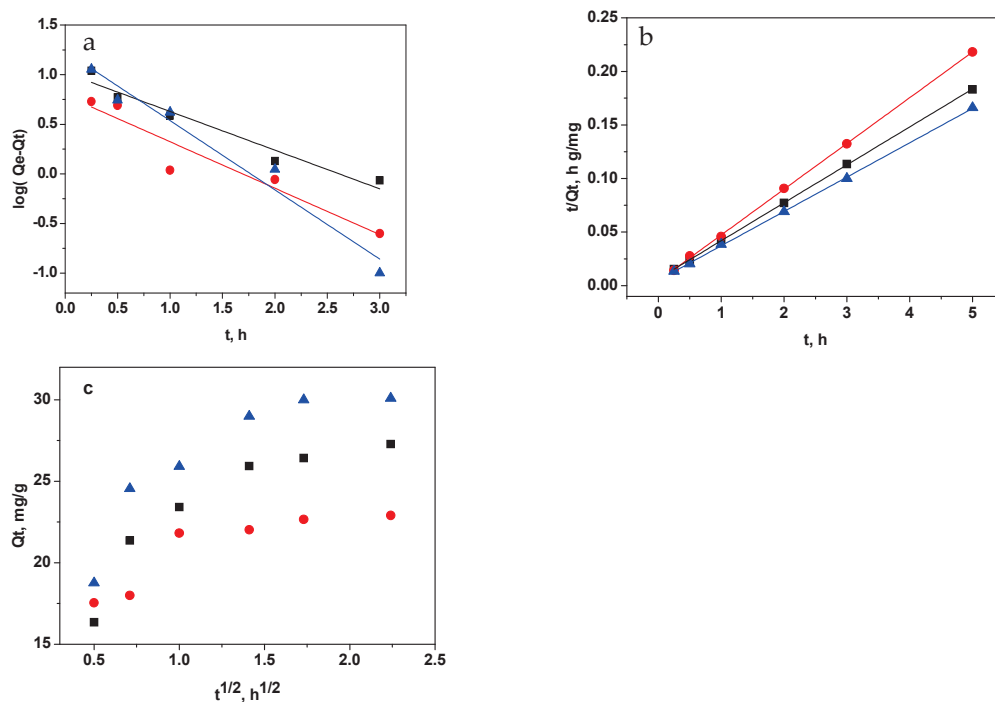 a
1.5
1.0
0.5
0.0
-0.5
-1.0
log( Qe-Qt)
0.0 0.5 1.0 1.5 2.0 2.5 3.0
t, h
b
0.25
0.20
0.15
0.10
0.05
0.00
t/Qt, h g/mg
0 1 2 3 4 5
t, h
c
30
25
20
15
Qt, mg/g
0.5 1.0 1.5 2.0 2.5
t^1/2, h^1/2